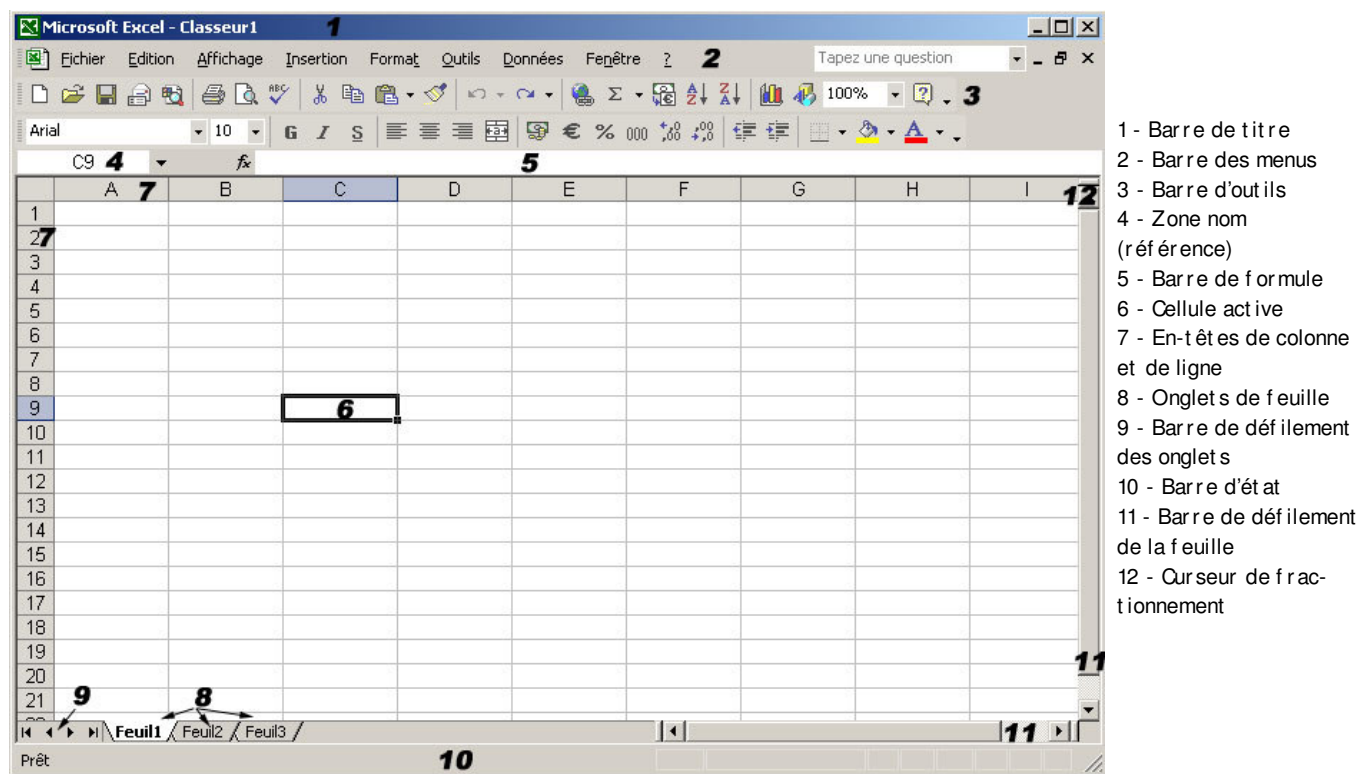 Microsoft Excel - Classeur1 1
Fichier Edition Affichage Insertion Format Outils Données Fenêtre ? 2 Tapez une question
ABC Σ A Z Z A 100% ? 3
Arial 10 G I S a € % 000 ,00 A
C9 4 fx 5
A 7 B C D E F G H I 12
1
2 7
3
4
5
6
7
8
9 6
10
11
12
13
14
15
16
17
18
19
20 11
21 9 8
Feuil1 Feuil2 Feuil3 11
Prêt 10
1 - Barre de titre
2 - Barre des menus
3 - Barre d'outils
4 - Zone nom
(référence)
5 - Barre de formule
6 - Cellule active
7 - En-têtes de colonne
et de ligne
8 - Onglets de feuille
9 - Barre de défilement
des onglets
10 - Barre d'état
11 - Barre de défilement
de la feuille
12 - Curseur de frac-
tionnement